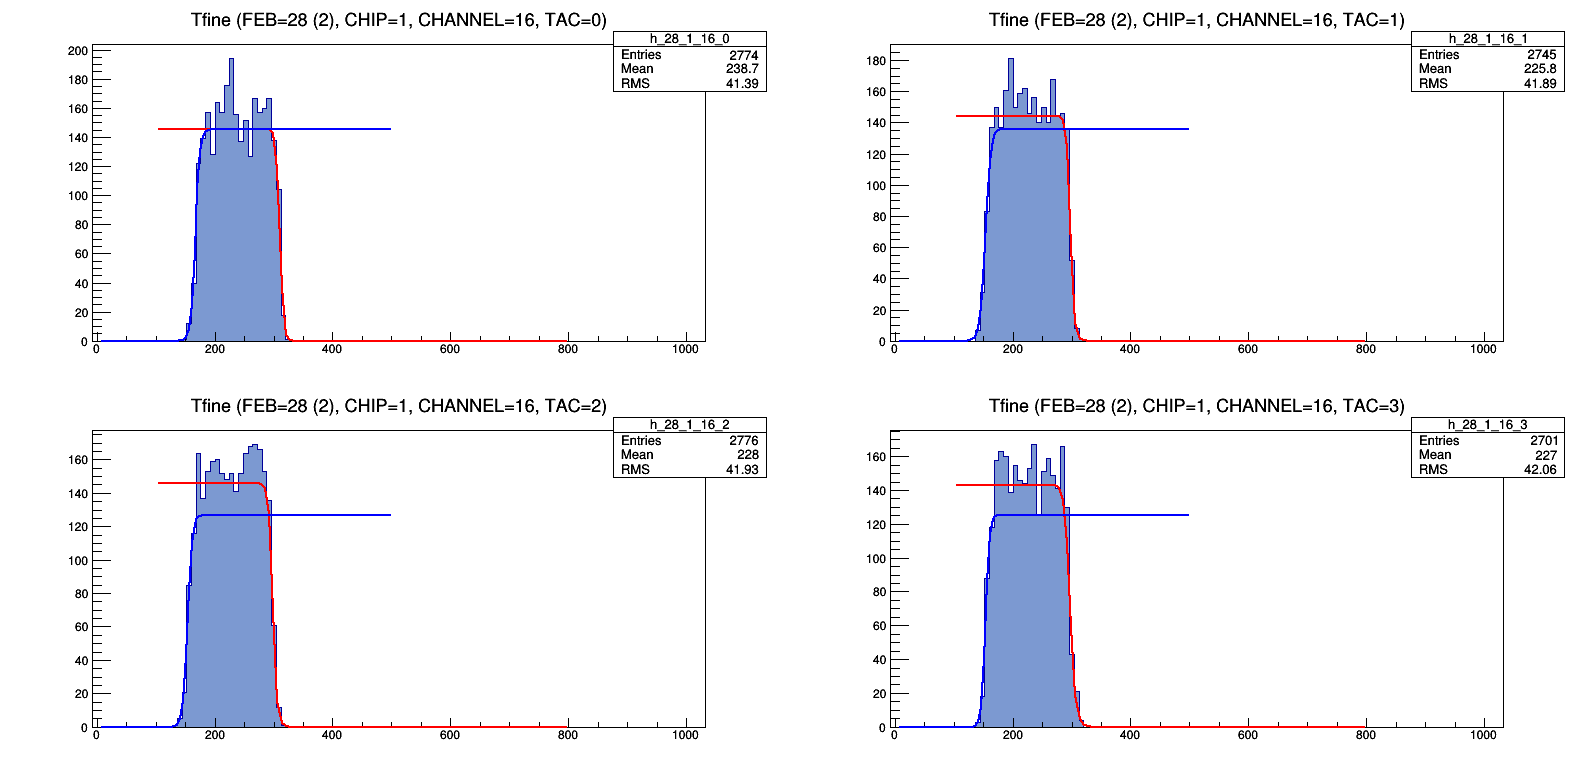 Tfine (FEB=28 (2), CHIP=1, CHANNEL=16, TAC=0)
h_28_1_16_0
Entries 2774
Mean 238.7
RMS 41.39
200
180
160
140
120
100
80
60
40
20
0
0 200 400 600 800 1000
Tfine (FEB=28 (2), CHIP=1, CHANNEL=16, TAC=1)
h_28_1_16_1
Entries 2745
Mean 225.8
RMS 41.89
180
160
140
120
100
80
60
40
20
0
0 200 400 600 800 1000
Tfine (FEB=28 (2), CHIP=1, CHANNEL=16, TAC=2)
h_28_1_16_2
Entries 2776
Mean 228
RMS 41.93
160
140
120
100
80
60
40
20
0
0 200 400 600 800 1000
Tfine (FEB=28 (2), CHIP=1, CHANNEL=16, TAC=3)
h_28_1_16_3
Entries 2701
Mean 227
RMS 42.06
160
140
120
100
80
60
40
20
0
0 200 400 600 800 1000